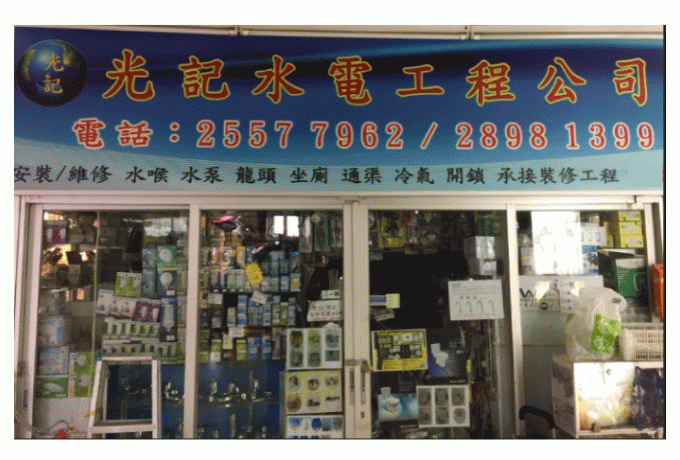 光記
光記水電工程公司
電話：2557 7962 / 2898 1399
安裝/維修 水喉 水泵 龍頭 坐廁 通渠 冷氣 開鎖 承接裝修工程